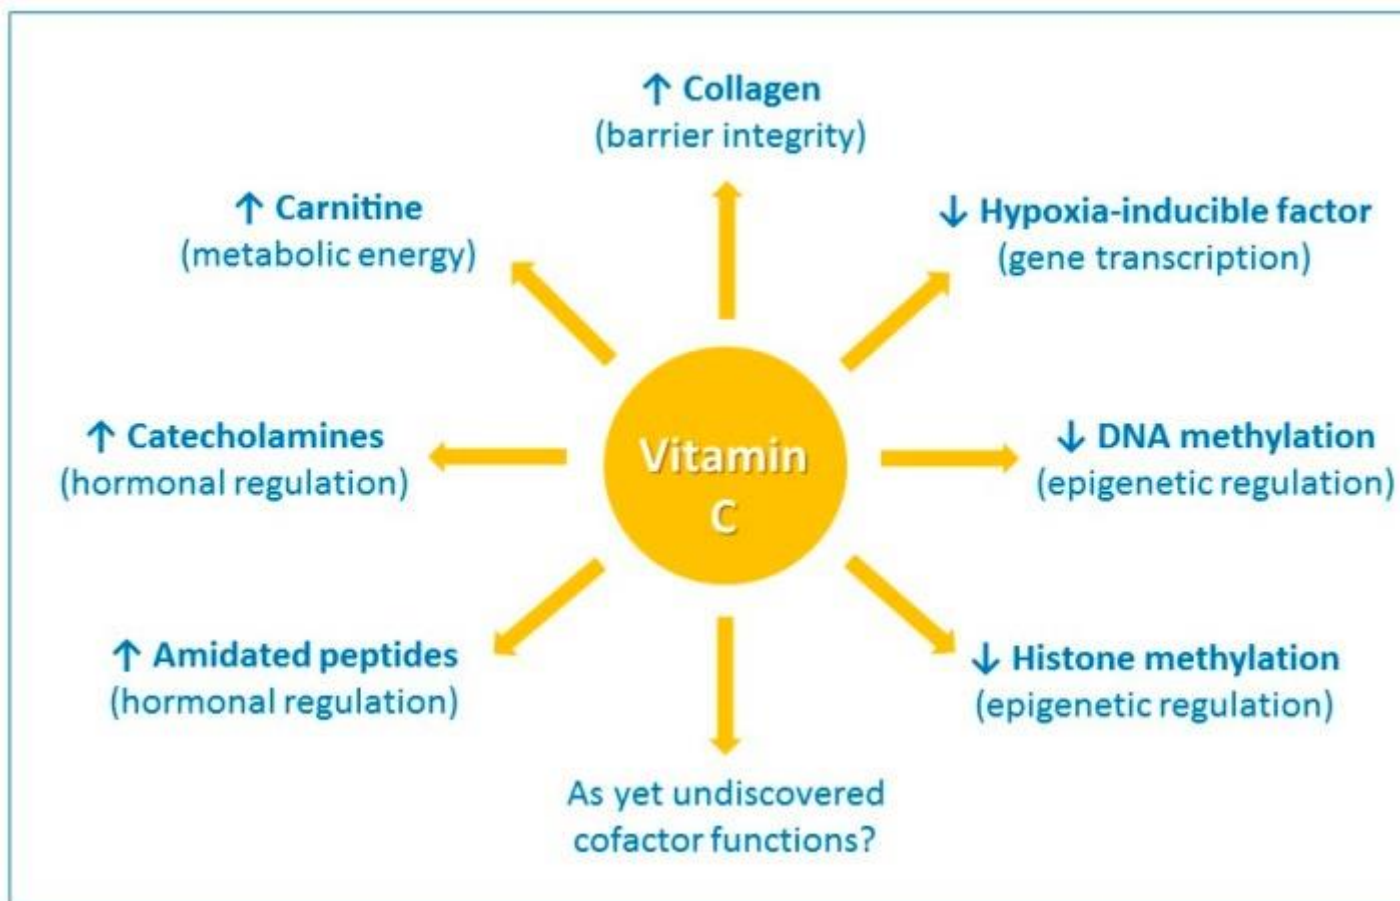 ↑ Collagen
(barrier integrity)
↑ Carnitine
(metabolic energy)
↓ Hypoxia-inducible factor
(gene transcription)
↑ Catecholamines
(hormonal regulation)
Vitamin
C
↓ DNA methylation
(epigenetic regulation)
↑ Amidated peptides
(hormonal regulation)
↓ Histone methylation
(epigenetic regulation)
As yet undiscovered
cofactor functions?